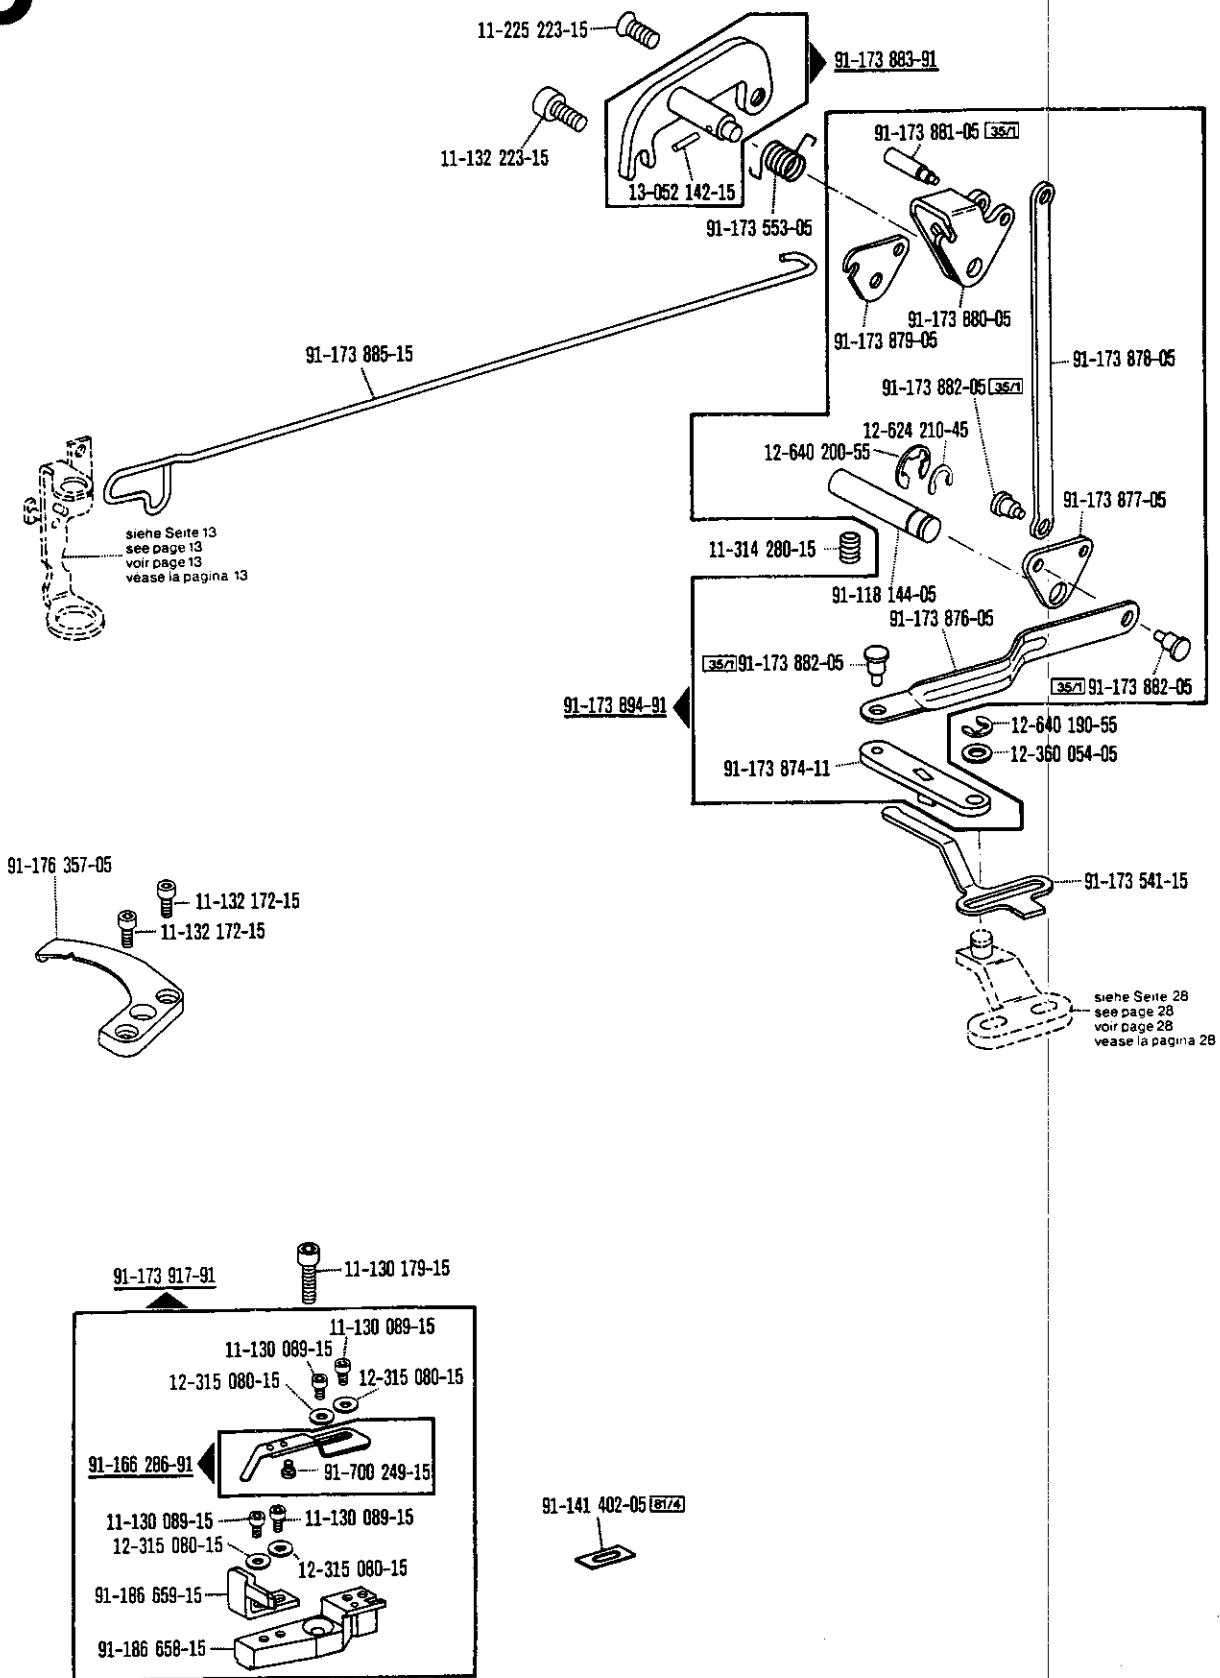 11-225 223-15
91-173 883-91
11-132 223-15
91-173 881-05 35/1
13-052 142-15
91-173 553-05
91-173 880-05
91-173 879-05
91-173 885-15
91-173 878-05
91-173 882-05 35/1
12-624 210-45
12-640 200-55
91-173 877-05
siehe Seite 13
see page 13
voir page 13
véase la pagina 13
11-314 280-15
91-118 144-05
91-173 876-05
35/1 91-173 882-05
35/1 91-173 882-05
91-173 894-91
12-640 190-55
12-360 054-05
91-173 874-11
91-176 357-05
91-173 541-15
11-132 172-15
11-132 172-15
siehe Seite 28
see page 28
voir page 28
vease la pagina 28
11-130 179-15
91-173 917-91
11-130 089-15
11-130 089-15
12-315 080-15
12-315 080-15
91-166 286-91
91-700 249-15
91-141 402-05 81/4
11-130 089-15
11-130 089-15
12-315 080-15
12-315 080-15
91-186 659-15
91-186 658-15